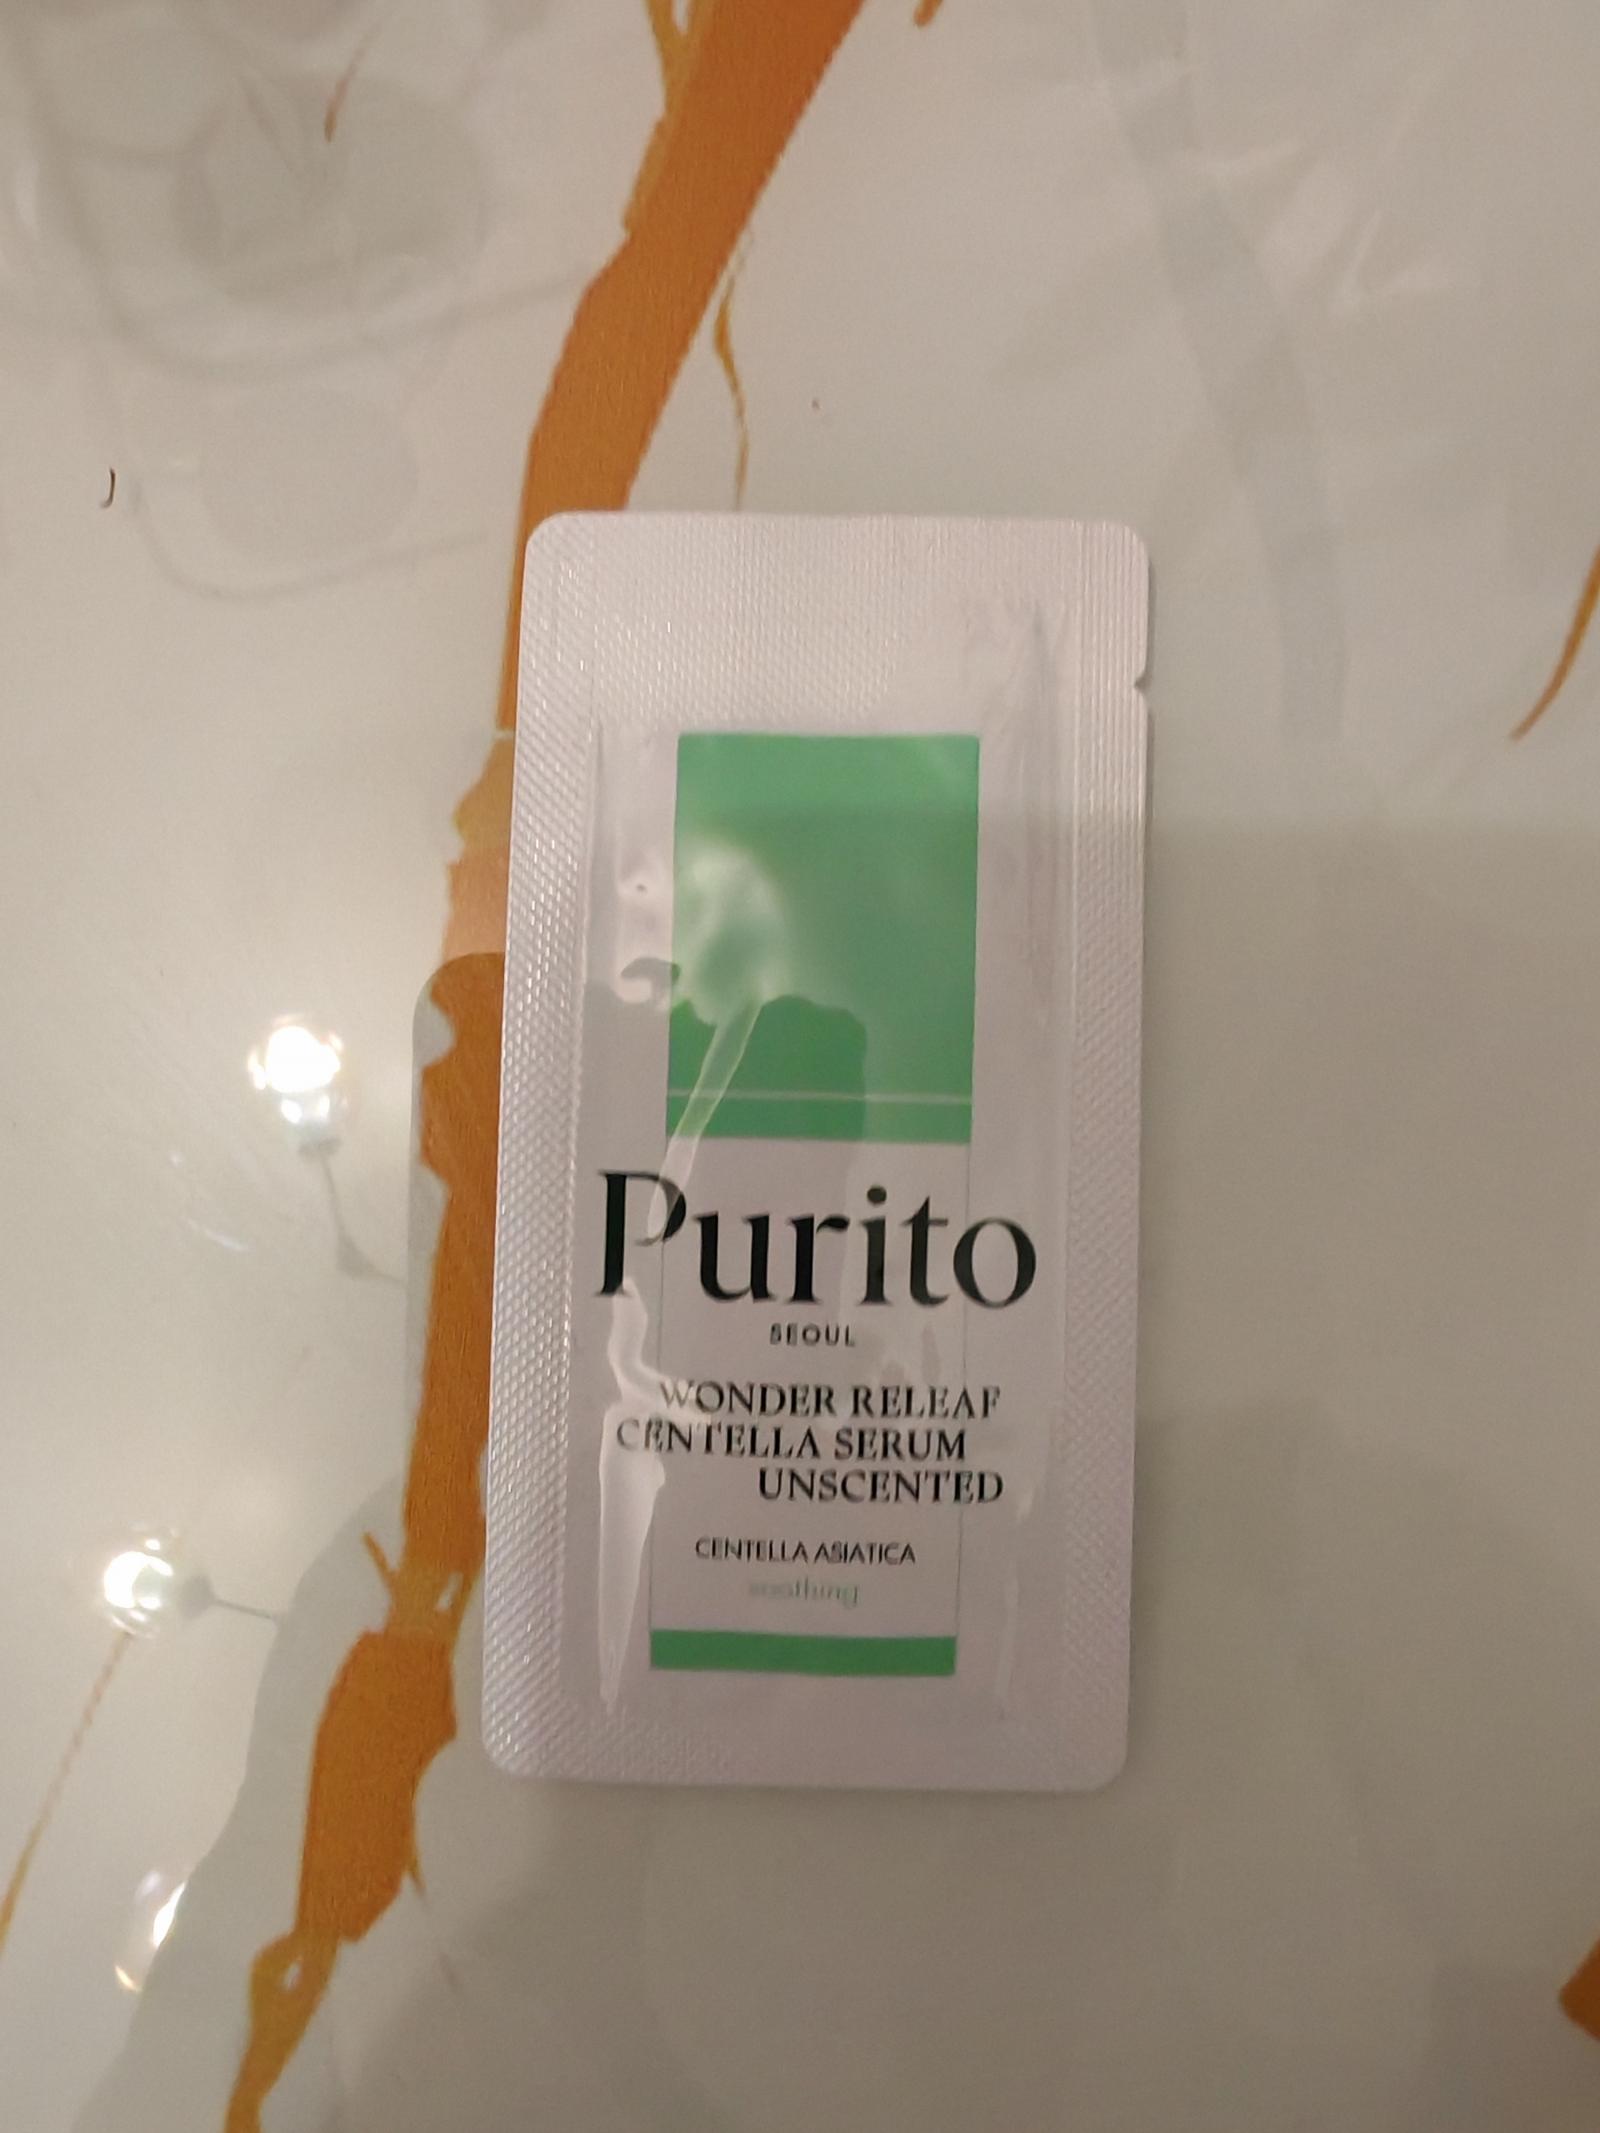 Purito
SEOUL
WONDER RELEAF
CENTELLA SERUM
UNSCENTED
CENTELLA ASIATICA
soothing